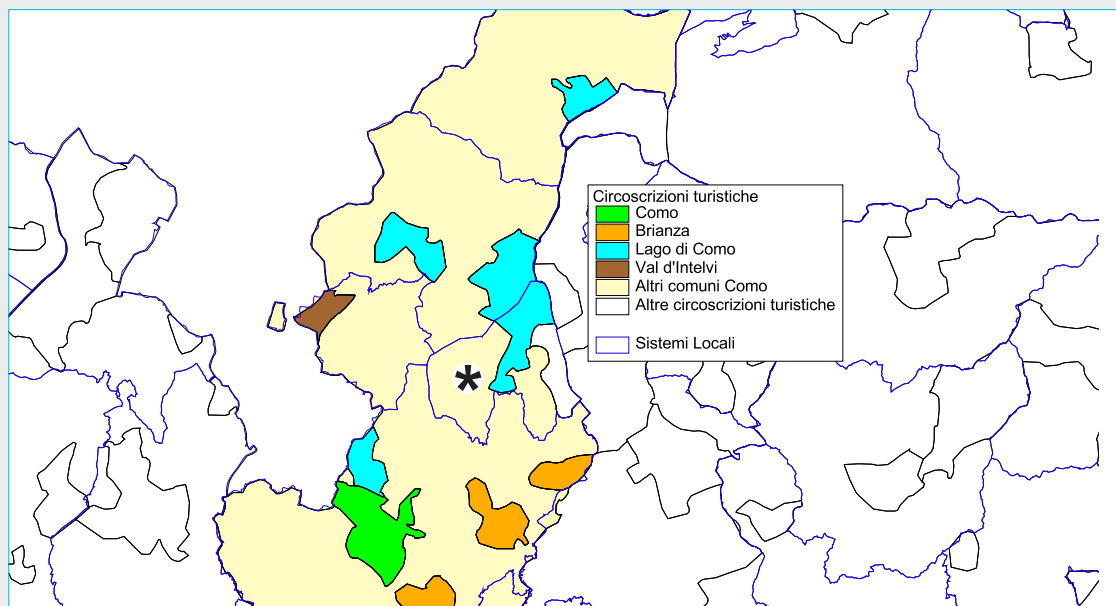 Circoscrizioni turistiche
Como
Brianza
Lago di Como
Val d'Intelvi
Altri comuni Como
Altre circoscrizioni turistiche
Sistemi Locali
*